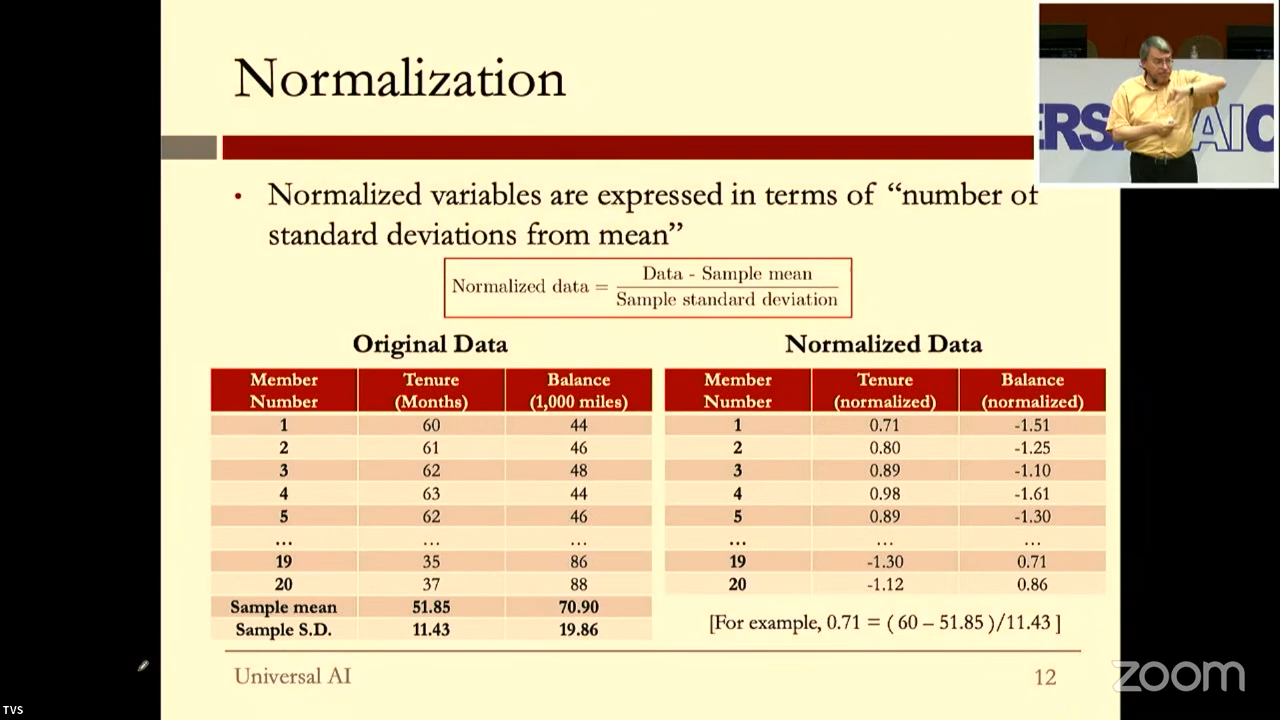 Normalization
ERS AIC
• Normalized variables are expressed in terms of “number of
standard deviations from mean”
Normalized data = Data - Sample mean / Sample standard deviation
Original Data
Member Number Tenure (Months) Balance (1,000 miles)
1 60 44
2 61 46
3 62 48
4 63 44
5 62 46
... ... ...
19 35 86
20 37 88
Sample mean 51.85 70.90
Sample S.D. 11.43 19.86
Normalized Data
Member Number Tenure (normalized) Balance (normalized)
1 0.71 -1.51
2 0.80 -1.25
3 0.89 -1.10
4 0.98 -1.61
5 0.89 -1.30
... ... ...
19 -1.30 0.71
20 -1.12 0.86
[For example, 0.71 = ( 60 – 51.85 )/11.43 ]
Universal AI
12
zoom
TVS